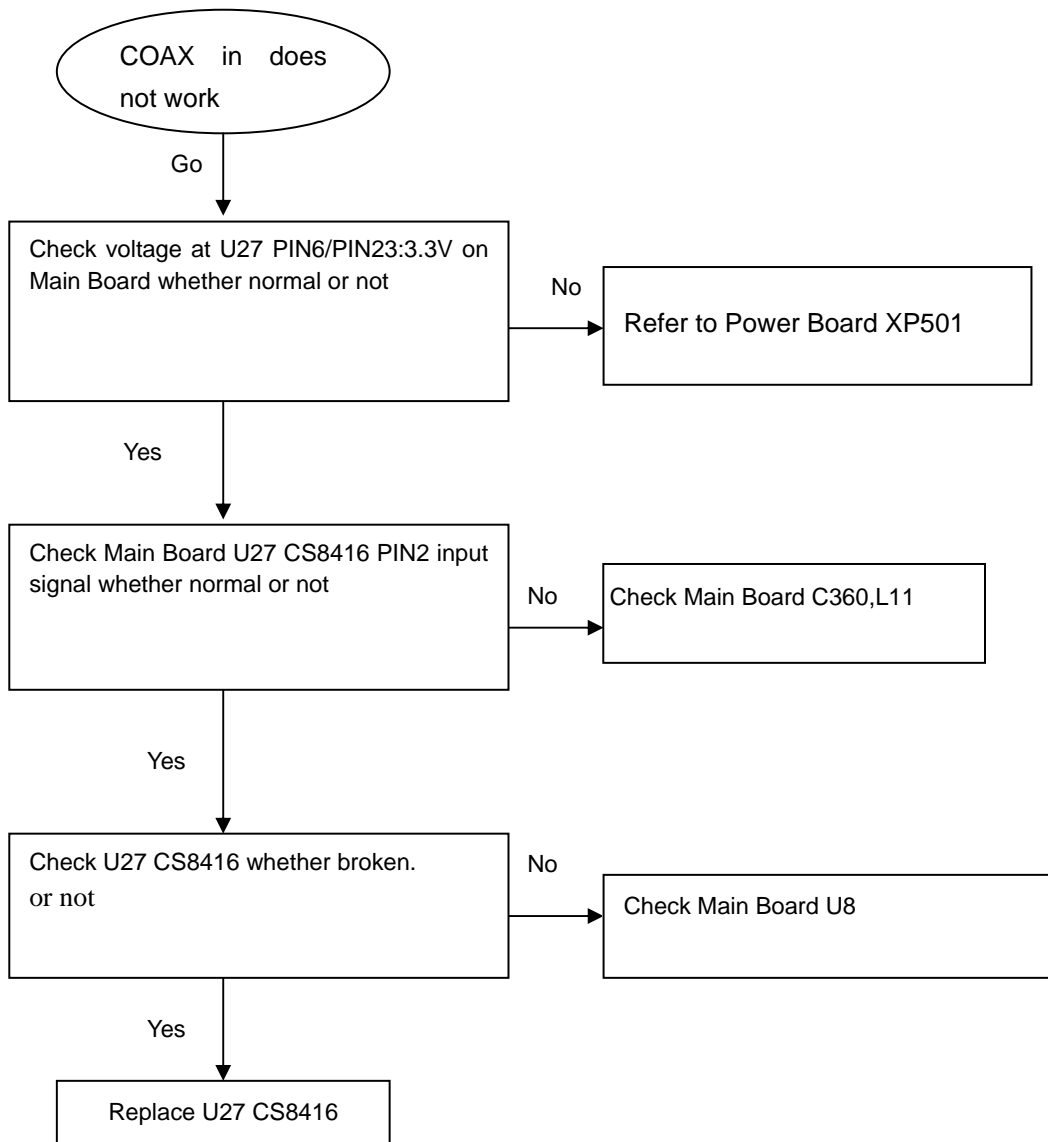 COAX in does
not work
Go
Check voltage at U27 PIN6/PIN23:3.3V on
Main Board whether normal or not
No
Refer to Power Board XP501
Yes
Check Main Board U27 CS8416 PIN2 input
signal whether normal or not
No
Check Main Board C360,L11
Yes
Check U27 CS8416 whether broken.
or not
No
Check Main Board U8
Yes
Replace U27 CS8416